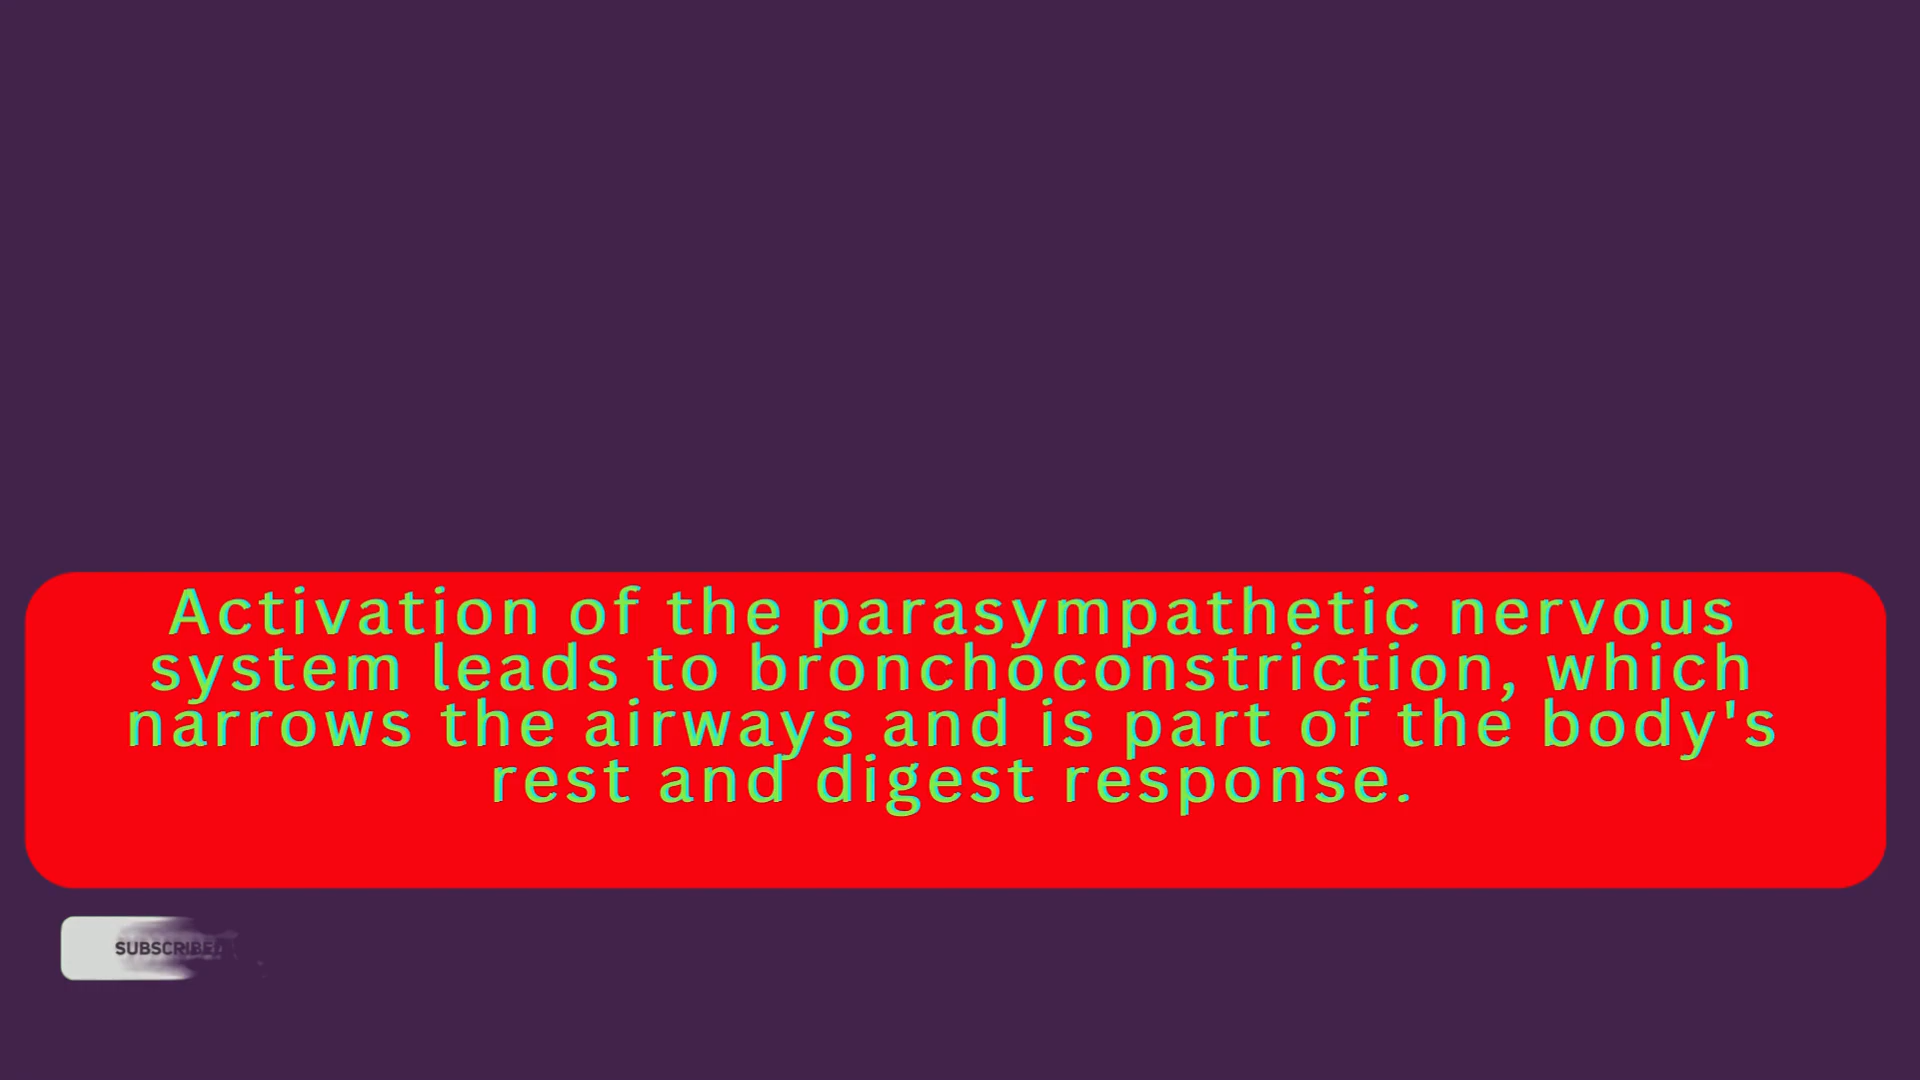 Activation of the parasympathetic nervous
system leads to bronchoconstriction, which
narrows the airways and is part of the body's
rest and digest response.
SUBSCRIBED